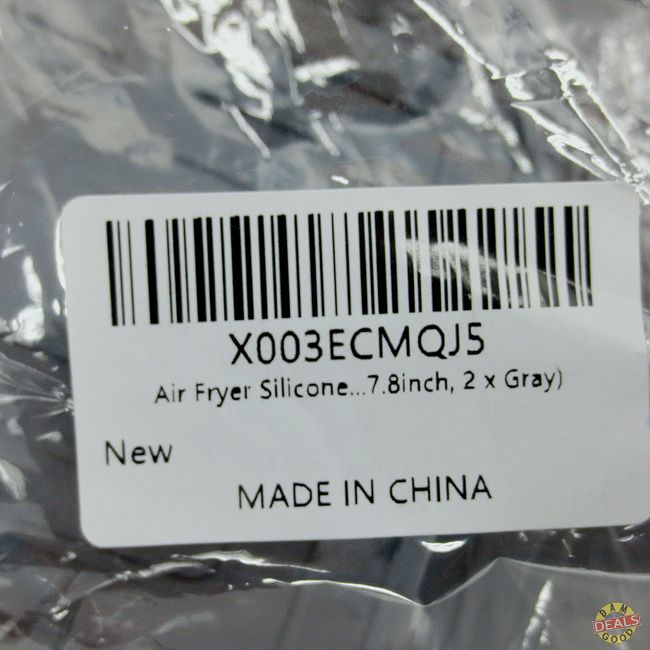 X003ECMQJ5
Air Fryer Silicone...7.8inch, 2 x Gray)
New
MADE IN CHINA
DAM
DEALS
GOOD